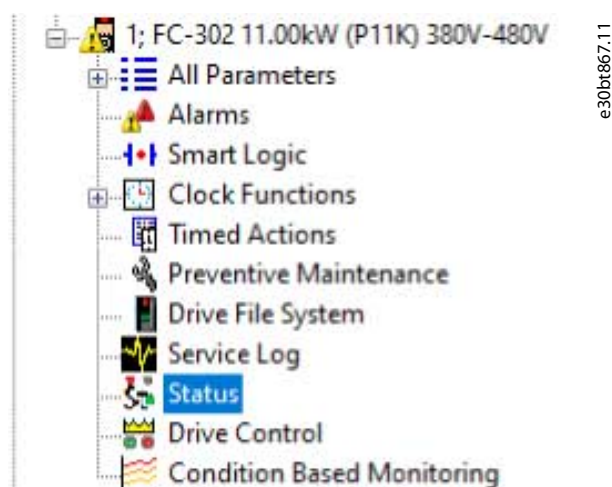 1; FC-302 11.00kW (P11K) 380V-480V
All Parameters
Alarms
Smart Logic
Clock Functions
Timed Actions
Preventive Maintenance
Drive File System
Service Log
Status
Drive Control
Condition Based Monitoring
e30bt867.11